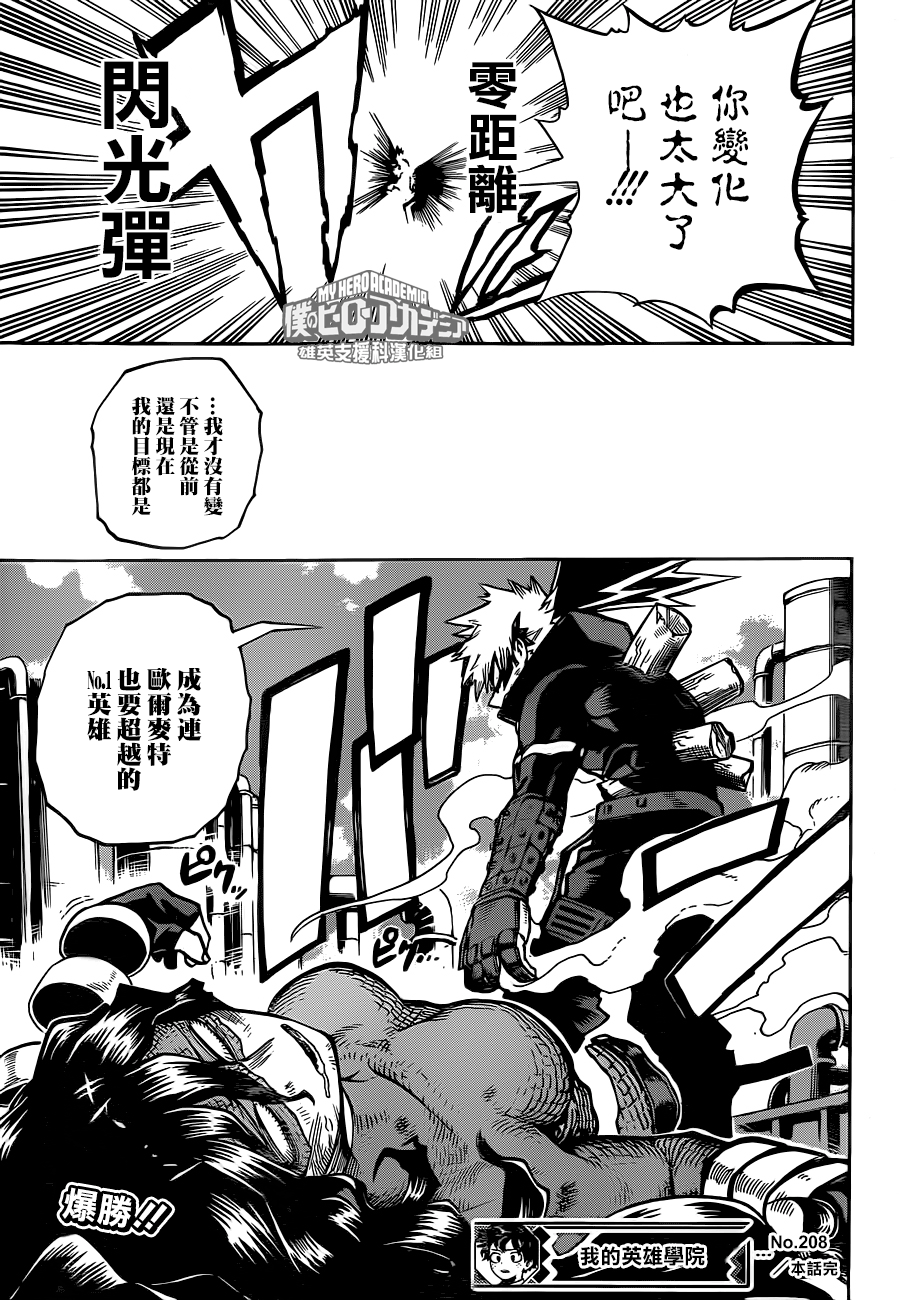 你變化
也太大了
吧—!!!
零距離
閃光彈
MY HERO ACADEMIA
僕のヒーローアカデミア
雄英支援科漢化組
…我才沒有變
不管是從前
還是現在
我的目標都是
成為連
歐爾麥特
也要超越的
No.1英雄
ピクッ
ピク…
爆勝!!!
我的英雄學院
No.208
…／本話完